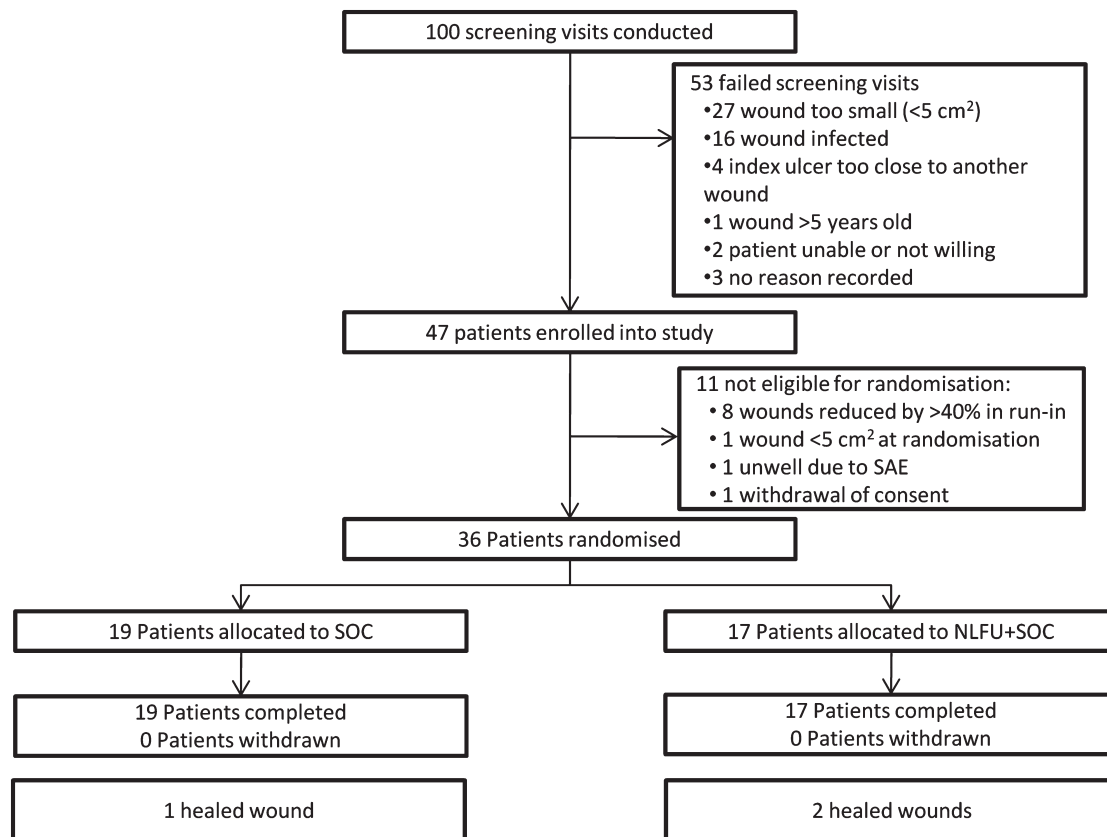 100 screening visits conducted
53 failed screening visits
•27 wound too small (<5 cm²)
•16 wound infected
•4 index ulcer too close to another
wound
•1 wound >5 years old
•2 patient unable or not willing
•3 no reason recorded
47 patients enrolled into study
11 not eligible for randomisation:
• 8 wounds reduced by >40% in run-in
• 1 wound <5 cm² at randomisation
• 1 unwell due to SAE
• 1 withdrawal of consent
36 Patients randomised
19 Patients allocated to SOC
17 Patients allocated to NLFU+SOC
19 Patients completed
0 Patients withdrawn
17 Patients completed
0 Patients withdrawn
1 healed wound
2 healed wounds